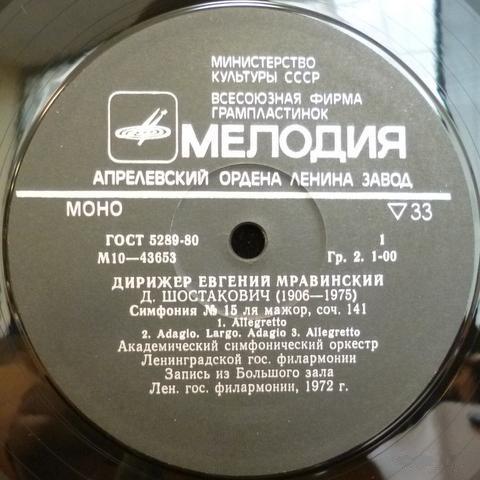 МИНИСТЕРСТВО
КУЛЬТУРЫ СССР
ВСЕСОЮЗНАЯ ФИРМА
ГРАМПЛАСТИНОК
МЕЛОДИЯ
АПРЕЛЕВСКИЙ ОРДЕНА ЛЕНИНА ЗАВОД
МОНО ▽33
ГОСТ 5289-80 1
М10—43653 Гр. 2. 1-00
ДИРИЖЕР ЕВГЕНИЙ МРАВИНСКИЙ
Д. ШОСТАКОВИЧ (1906—1975)
Симфония № 15 ля мажор, соч. 141
1. Allegretto
2. Adagio. Largo. Adagio 3. Allegretto
Академический симфонический оркестр
Ленинградской гос. филармонии
Запись из Большого зала
Лен. гос. филармонии, 1972 г.